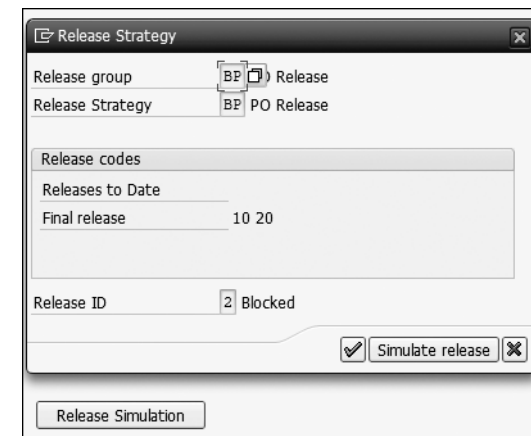 Release Strategy
Release group BP Release
Release Strategy BP PO Release
Release codes
Releases to Date
Final release 10 20
Release ID 2 Blocked
Simulate release
Release Simulation